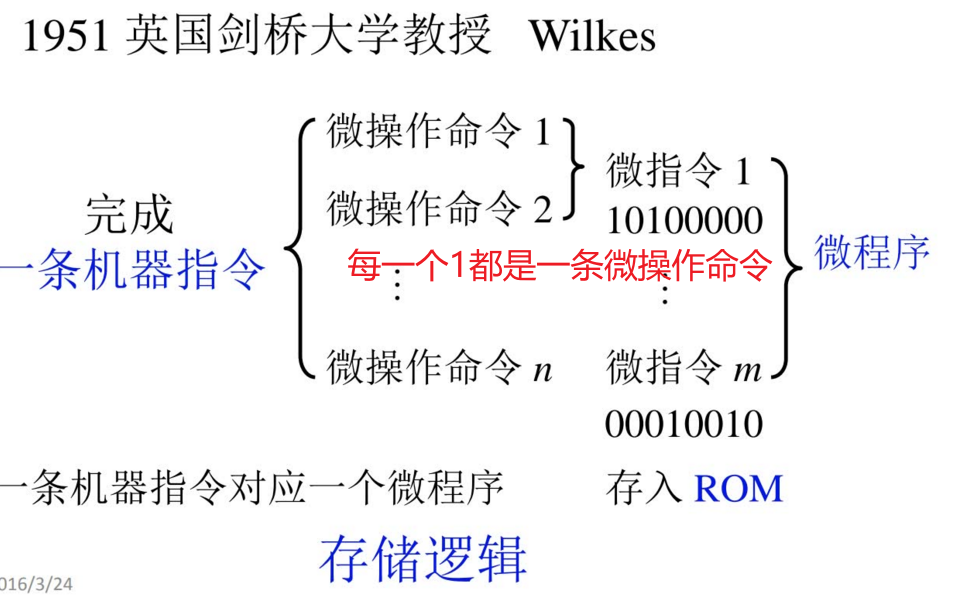 1951 英国剑桥大学教授 Wilkes
微操作命令 1
微指令 1
微操作命令 2
10100000
完成
一条机器指令
每一个1都是一条微操作命令
微程序
⋮ ⋮
微操作命令 n
微指令 m
00010010
一条机器指令对应一个微程序
存入 ROM
存储逻辑
016/3/24